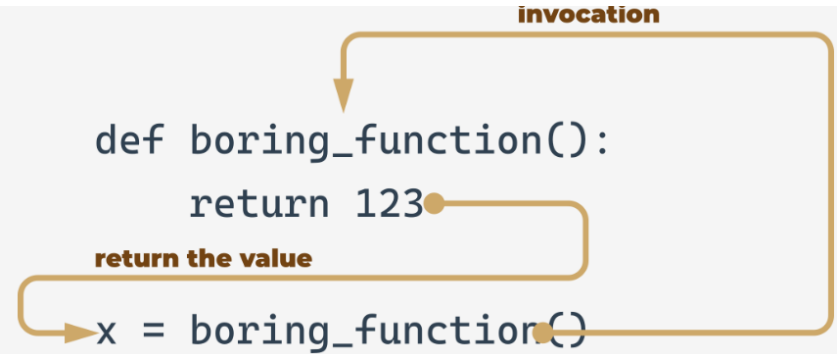 invocation
def boring_function():
return 123
return the value
x = boring_function()